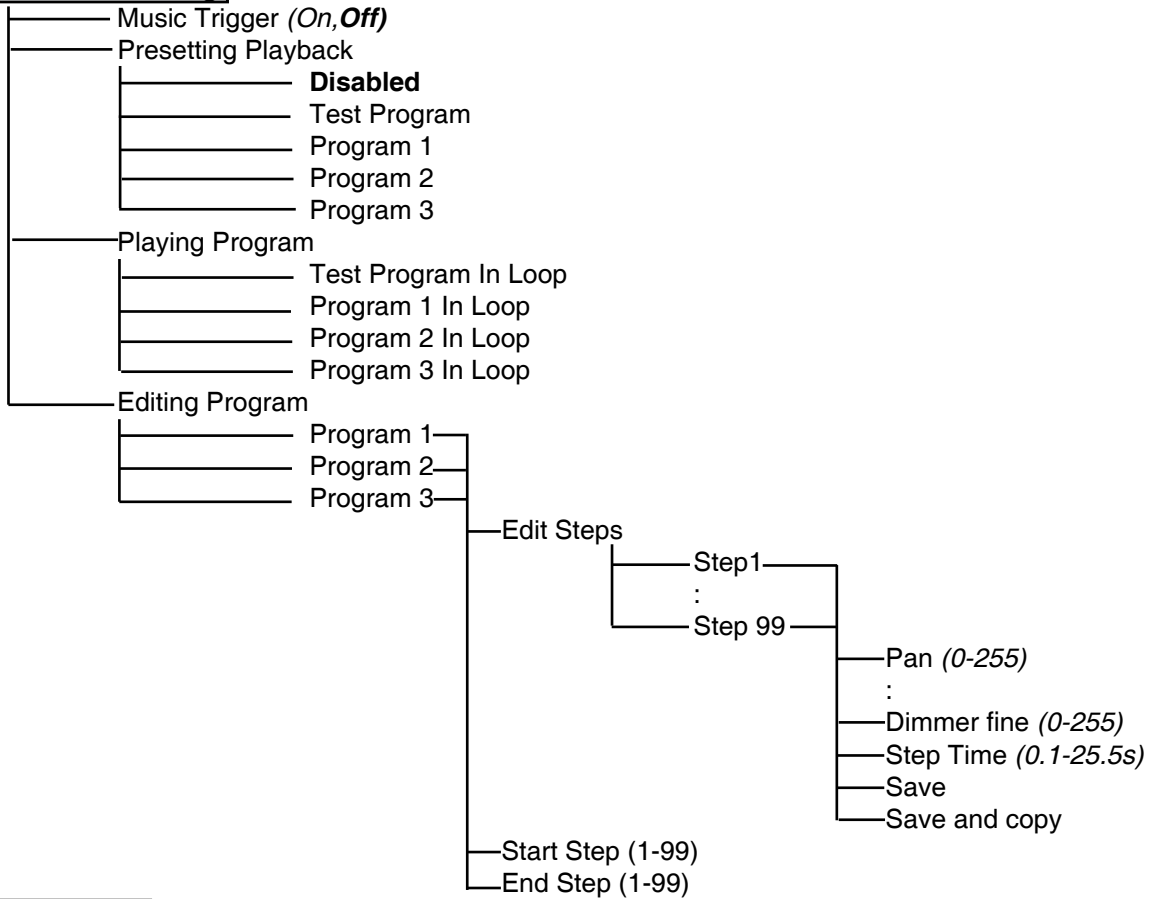 Music Trigger (On,Off)
Presetting Playback
Disabled
Test Program
Program 1
Program 2
Program 3
Playing Program
Test Program In Loop
Program 1 In Loop
Program 2 In Loop
Program 3 In Loop
Editing Program
Program 1
Program 2
Program 3
Edit Steps
Step1
:
Step 99
Pan (0-255)
:
Dimmer fine (0-255)
Step Time (0.1-25.5s)
Save
Save and copy
Start Step (1-99)
End Step (1-99)